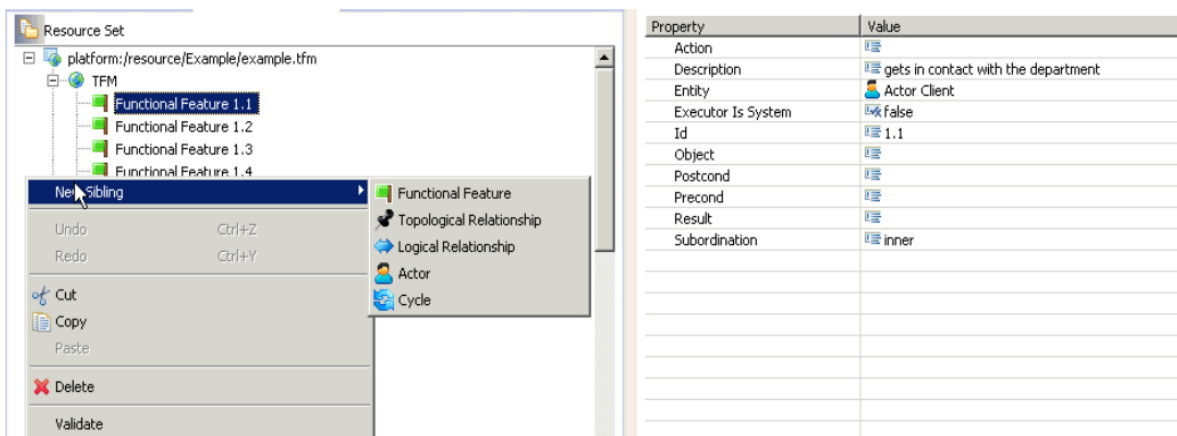 Resource Set
platform:/resource/Example/example.tfm
TFM
Functional Feature 1.1
Functional Feature 1.2
Functional Feature 1.3
Functional Feature 1.4
New Sibling
Undo Ctrl+Z
Redo Ctrl+Y
Cut
Copy
Paste
Delete
Validate
Functional Feature
Topological Relationship
Logical Relationship
Actor
Cycle
Property Value
Action
Description gets in contact with the department
Entity Actor Client
Executor Is System false
Id 1.1
Object
Postcond
Precond
Result
Subordination inner